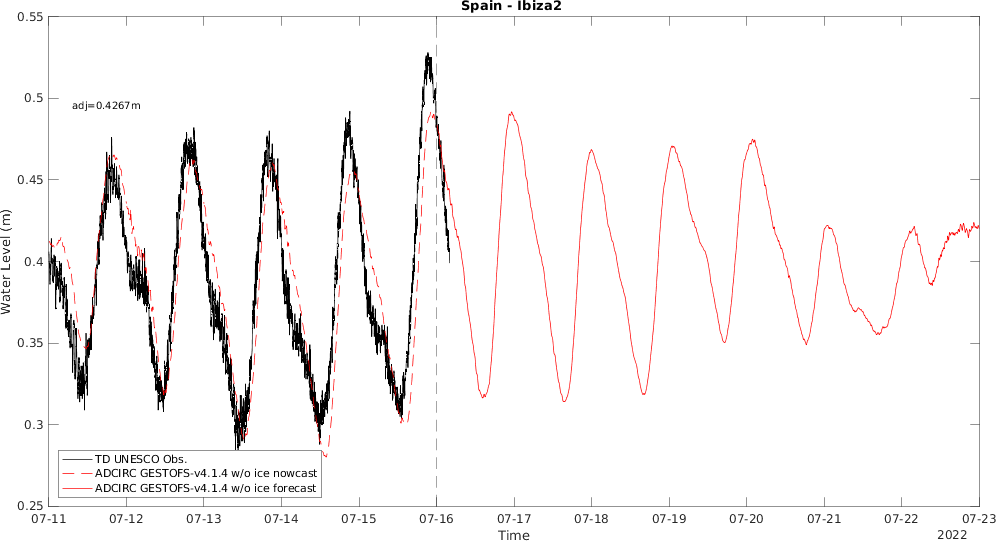 Spain - Ibiza2
0.55
0.5
0.45
0.4
0.35
0.3
0.25
Water Level (m)
adj=0.4267m
TD UNESCO Obs.
ADCIRC GESTOFS-v4.1.4 w/o ice nowcast
ADCIRC GESTOFS-v4.1.4 w/o ice forecast
07-11 07-12 07-13 07-14 07-15 07-16 07-17 07-18 07-19 07-20 07-21 07-22 07-23
Time
2022